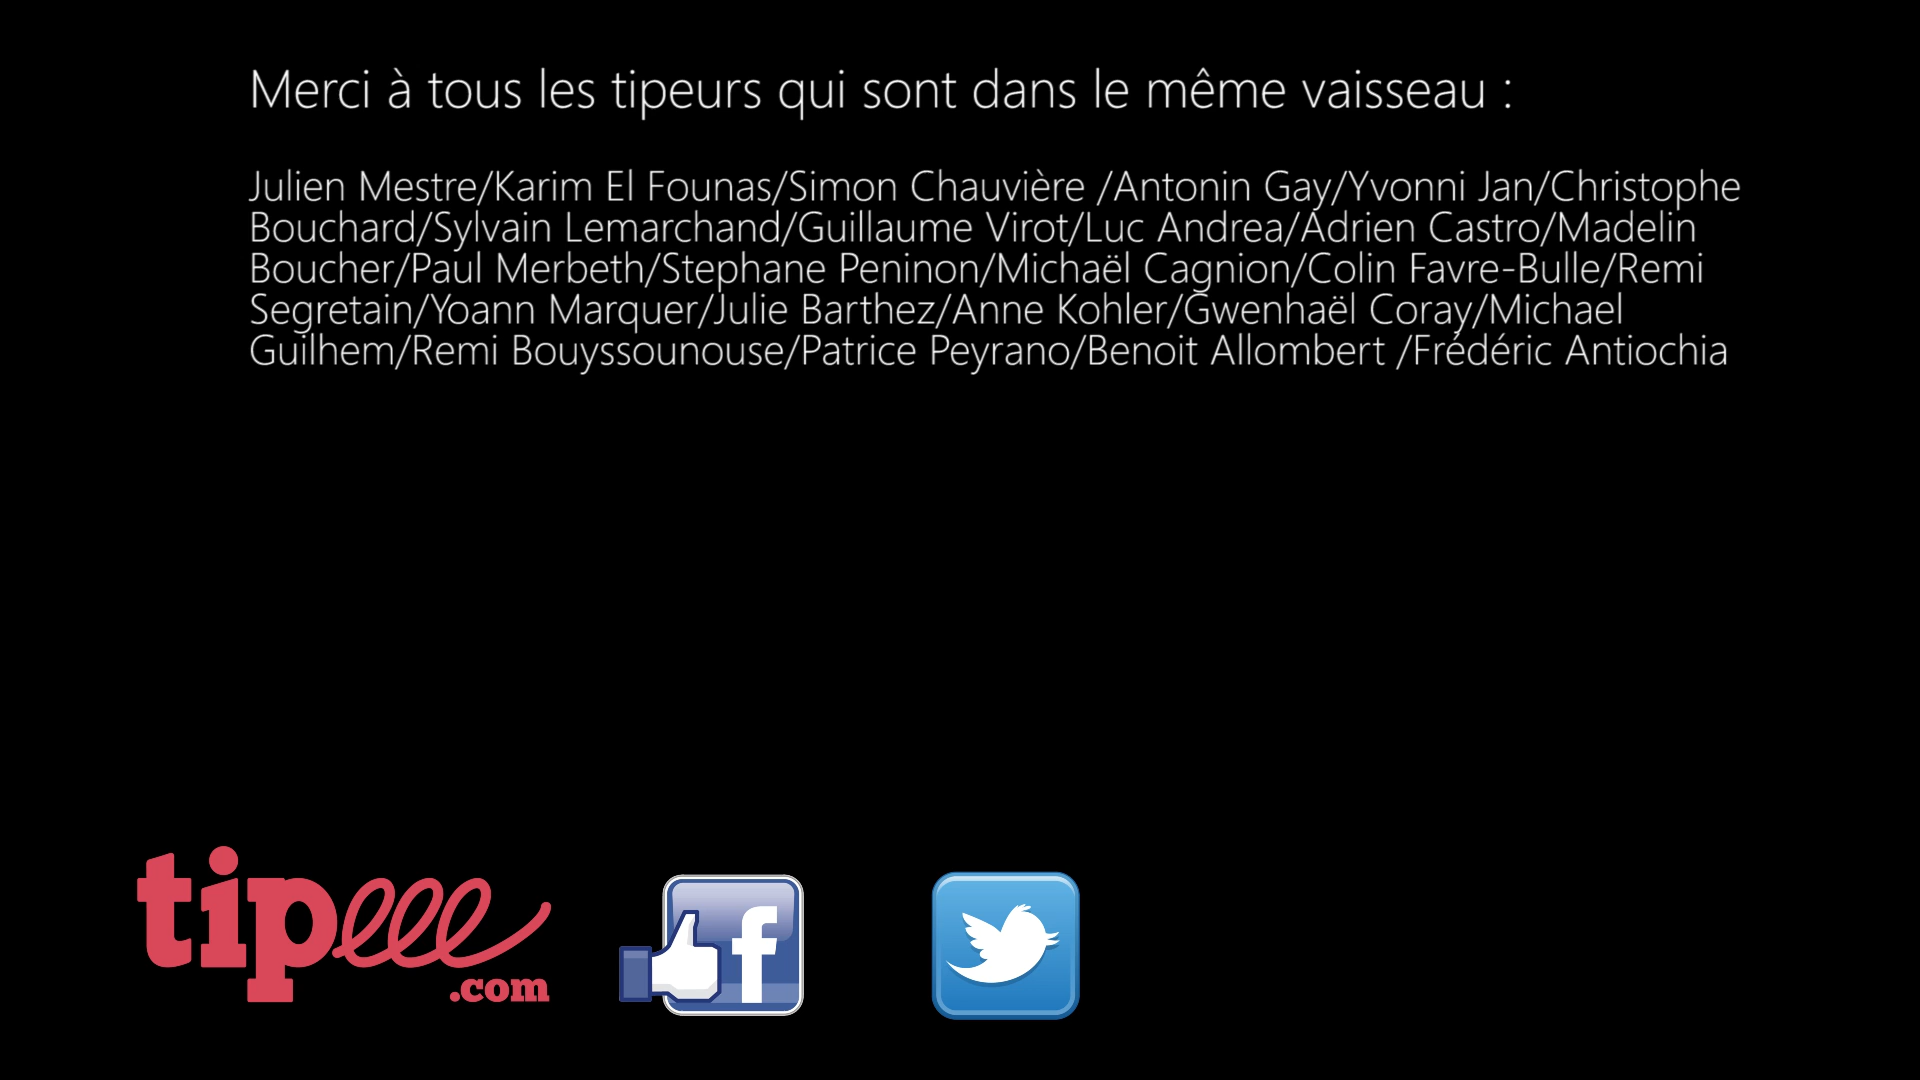 Merci à tous les tipeurs qui sont dans le même vaisseau :
Julien Mestre/Karim El Founas/Simon Chauvière /Antonin Gay/Yvonni Jan/Christophe
Bouchard/Sylvain Lemarchand/Guillaume Virot/Luc Andrea/Adrien Castro/Madelin
Boucher/Paul Merbeth/Stephane Peninon/Michaël Cagnion/Colin Favre-Bulle/Remi
Segretain/Yoann Marquer/Julie Barthez/Anne Kohler/Gwenhaël Coray/Michael
Guilhem/Remi Bouyssounouse/Patrice Peyrano/Benoit Allombert /Frédéric Antiochia
tipeee
.com
f